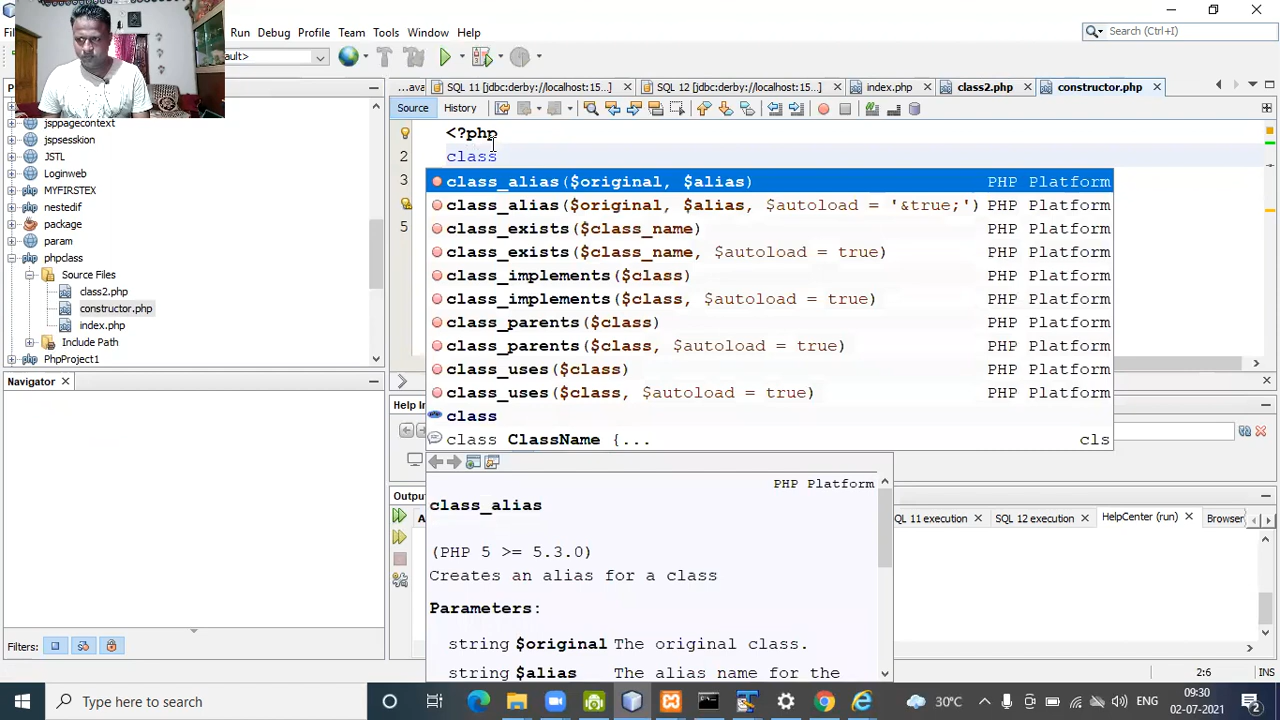 Run Debug Profile Team Tools Window Help
Search (Ctrl+I)
ault>
...ava
SQL 11 [jdbc:derby://localhost:15...
SQL 12 [jdbc:derby://localhost:15...
index.php
class2.php
constructor.php
Source History
jsppagecontext
jspsesskion
JSTL
Loginweb
MYFIRSTEX
nestedif
package
param
phpclass
Source Files
class2.php
constructor.php
index.php
Include Path
PhpProject1
Navigator
Filters:
<?php
2 class
3
5
class_alias($original, $alias) PHP Platform
class_alias($original, $alias, $autoload = '&true;') PHP Platform
class_exists($class_name) PHP Platform
class_exists($class_name, $autoload = true) PHP Platform
class_implements($class) PHP Platform
class_implements($class, $autoload = true) PHP Platform
class_parents($class) PHP Platform
class_parents($class, $autoload = true) PHP Platform
class_uses($class) PHP Platform
class_uses($class, $autoload = true) PHP Platform
class
class ClassName {... cls
PHP Platform
class_alias
(PHP 5 >= 5.3.0)
Creates an alias for a class
Parameters:
string $original The original class.
string $alias The alias name for the
Help In
Outpu
QL 11 execution
SQL 12 execution
HelpCenter (run)
Browser
2:6 INS
Type here to search
30°C
ENG
09:30
02-07-2021
2